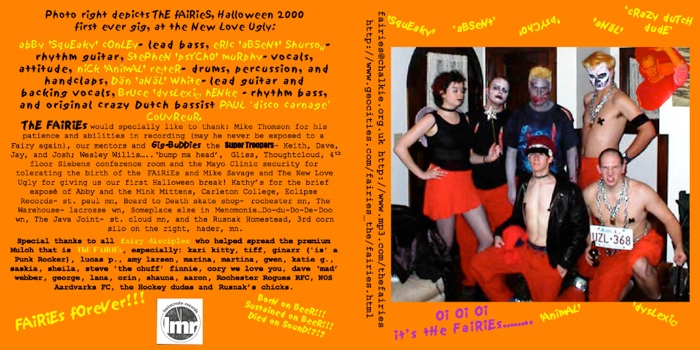 Photo right depicts THE FAiRiES, Halloween 2000
first ever gig, at the New Love Ugly:
aBBy 'SquEaKy' cOnLEy- lead bass, eRic 'aBSeNt' Shurson-
rhythm guitar, StePHeN 'pSYCHO' muRPhy- vocals,
attitude, niCK 'AnimAL' reteR- drums, percussion, and
handclaps, Dan 'aNäL' White- lead guitar and
backing vocals, BrUce 'dysLexic' HENke - rhythm bass,
and original crazy Dutch bassist PAUL 'disco carnage'
CoUvReuR.
THE FAiRiES would specially like to thank: Mike Thomson for his
patience and abilities in recording (may he never be exposed to a
Fairy again), our mentors and Gig-BuDDies the Super Troopers- Keith, Dave,
Jay, and Josh; Wesley Willis....'bump ma head', Gliss, Thoughtcloud, 4th
floor Siebens conference room and the Mayo Clinic security for
tolerating the birth of the FAiRiEs and Mike Savage and The New Love
Ugly for giving us our first Halloween break! Kathy's for the brief
exposé of Abby and the Mink Mittens, Carleton College, Eclipse
Records- st. paul mn, Board to Death skate shop- rochester mn, The
Warehouse- lacrosse wn, Someplace else in Menomonie…Do-du-Do-De-Doo
wn, The Java Joint- st. cloud mn, and the Rusnak Homestead, 3rd corn
silo on the right, hader, mn.
Special thanks to all fairy disciples who helped spread the premium
Mulch that is THE FAiRiEs, especially: kari kitty, tiff, ginarr ('is' a
Punk Rocker), lucas p., amy larsen, marina, martina, gwen, katie g.,
saskia, sheila, steve 'the chuff' finnie, cory we love you, dave 'mad'
webber, george, lana, orin, shauna, aaron, Rochester Rogues RFC, NOS
Aardvarks FC, the Hockey dudes and Rusnak's chicks.
FAiRiEs fOreVeR!!!
lmr
BorN on BeeR!!!
Sustained on BeeR!!!
Died on SounD!?!?
fairies@chalkie.org.uk http://www.mp3.com/thefairies
http://www.geocities.com/fairies_the/fairies.html
'SqUeaKy'
'aBSeNt'
'pSYCHO'
'aNäL'
'cRazy dUtCH
dudE'
UZL·368
Oi Oi Oi
it's tHe FaiRiEs........
'AnimAL'
'dysLexic'